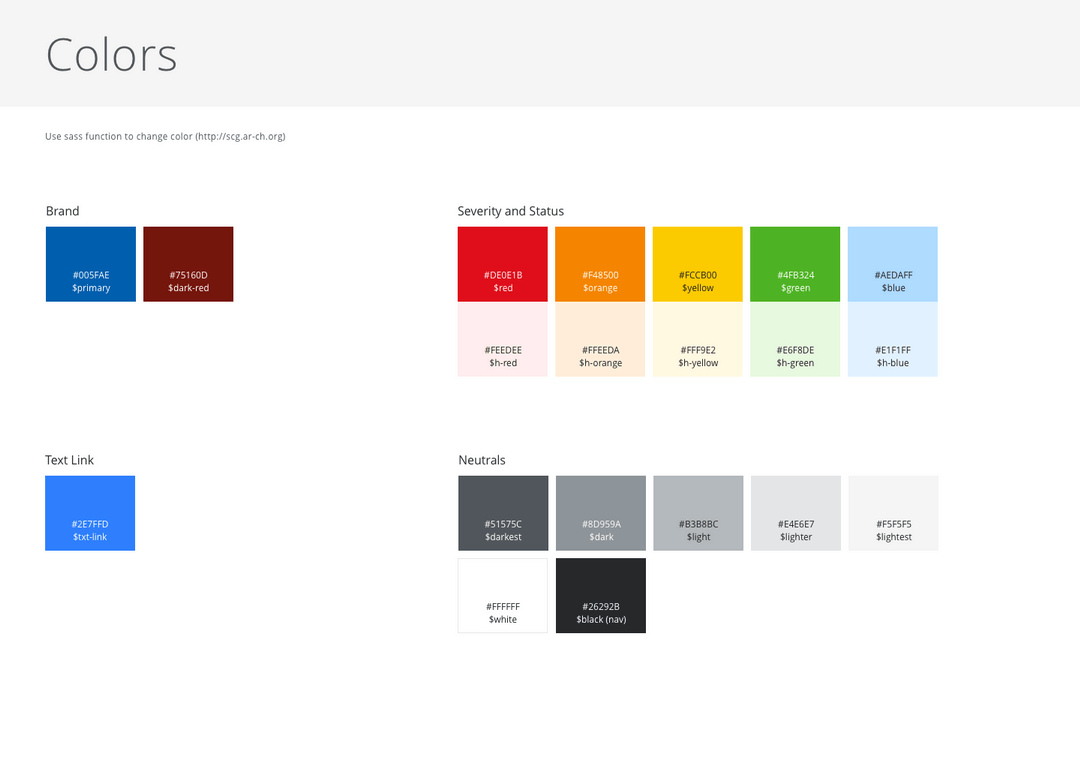 Colors
Use sass function to change color (http://scg.ar-ch.org)
Brand
#005FAE
$primary
#75160D
$dark-red
Severity and Status
#DE0E1B
$red
#F48500
$orange
#FCCB00
$yellow
#4FB324
$green
#AEDAFF
$blue
#FEEDEE
$h-red
#FFEEDA
$h-orange
#FFF9E2
$h-yellow
#E6F8DE
$h-green
#E1F1FF
$h-blue
Text Link
#2E7FFD
$txt-link
Neutrals
#51575C
$darkest
#8D959A
$dark
#B3B8BC
$light
#E4E6E7
$lighter
#F5F5F5
$lightest
#FFFFFF
$white
#26292B
$black (nav)